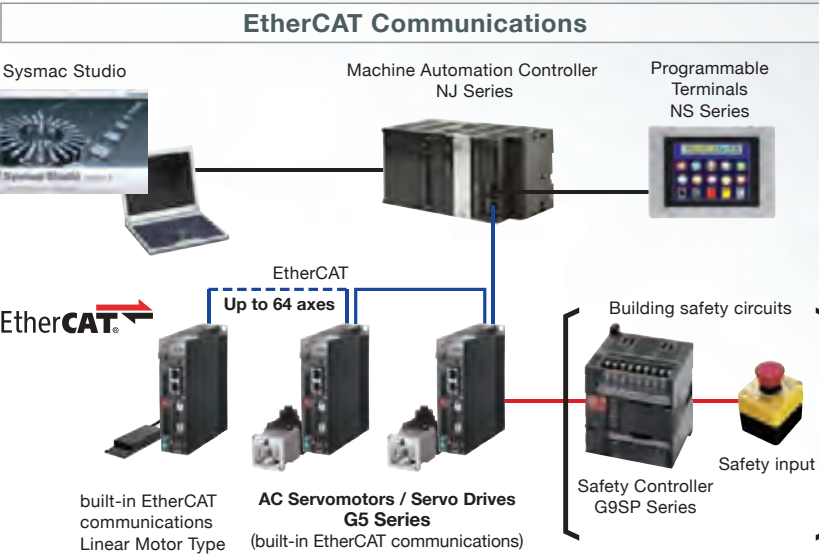 EtherCAT Communications
Sysmac Studio
Machine Automation Controller
NJ Series
Programmable
Terminals
NS Series
Sysmac Studio
EtherCAT
Up to 64 axes
EtherCAT®
Building safety circuits
Safety input
Safety Controller
G9SP Series
built-in EtherCAT
communications
Linear Motor Type
AC Servomotors / Servo Drives
G5 Series
(built-in EtherCAT communications)